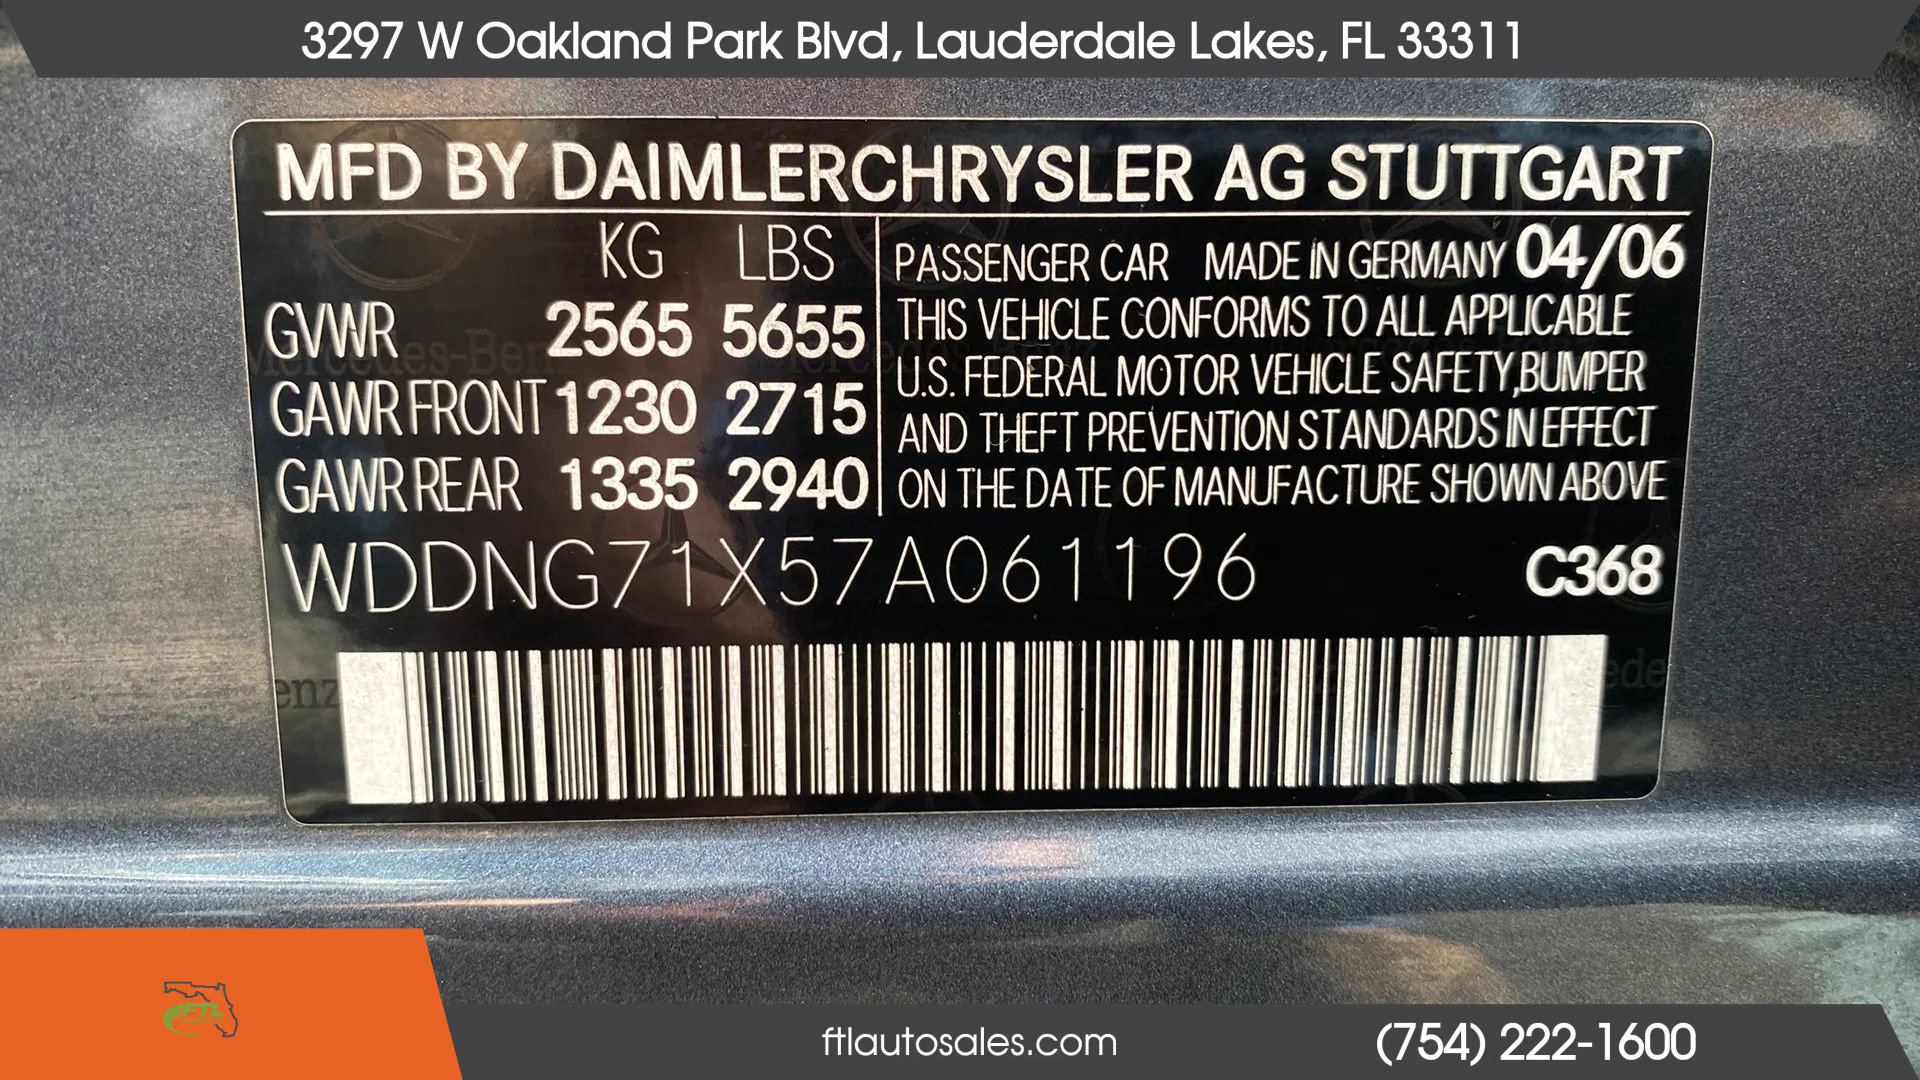 3297 W Oakland Park Blvd, Lauderdale Lakes, FL 33311
MFD BY DAIMLERCHRYSLER AG STUTTGART
KG LBS
GVWR 2565 5655
GAWR FRONT 1230 2715
GAWR REAR 1335 2940
PASSENGER CAR MADE IN GERMANY 04/06
THIS VEHICLE CONFORMS TO ALL APPLICABLE
U.S. FEDERAL MOTOR VEHICLE SAFETY, BUMPER
AND THEFT PREVENTION STANDARDS IN EFFECT
ON THE DATE OF MANUFACTURE SHOWN ABOVE
WDDNG71X57A061196 C368
FTL
ftlautosales.com
(754) 222-1600